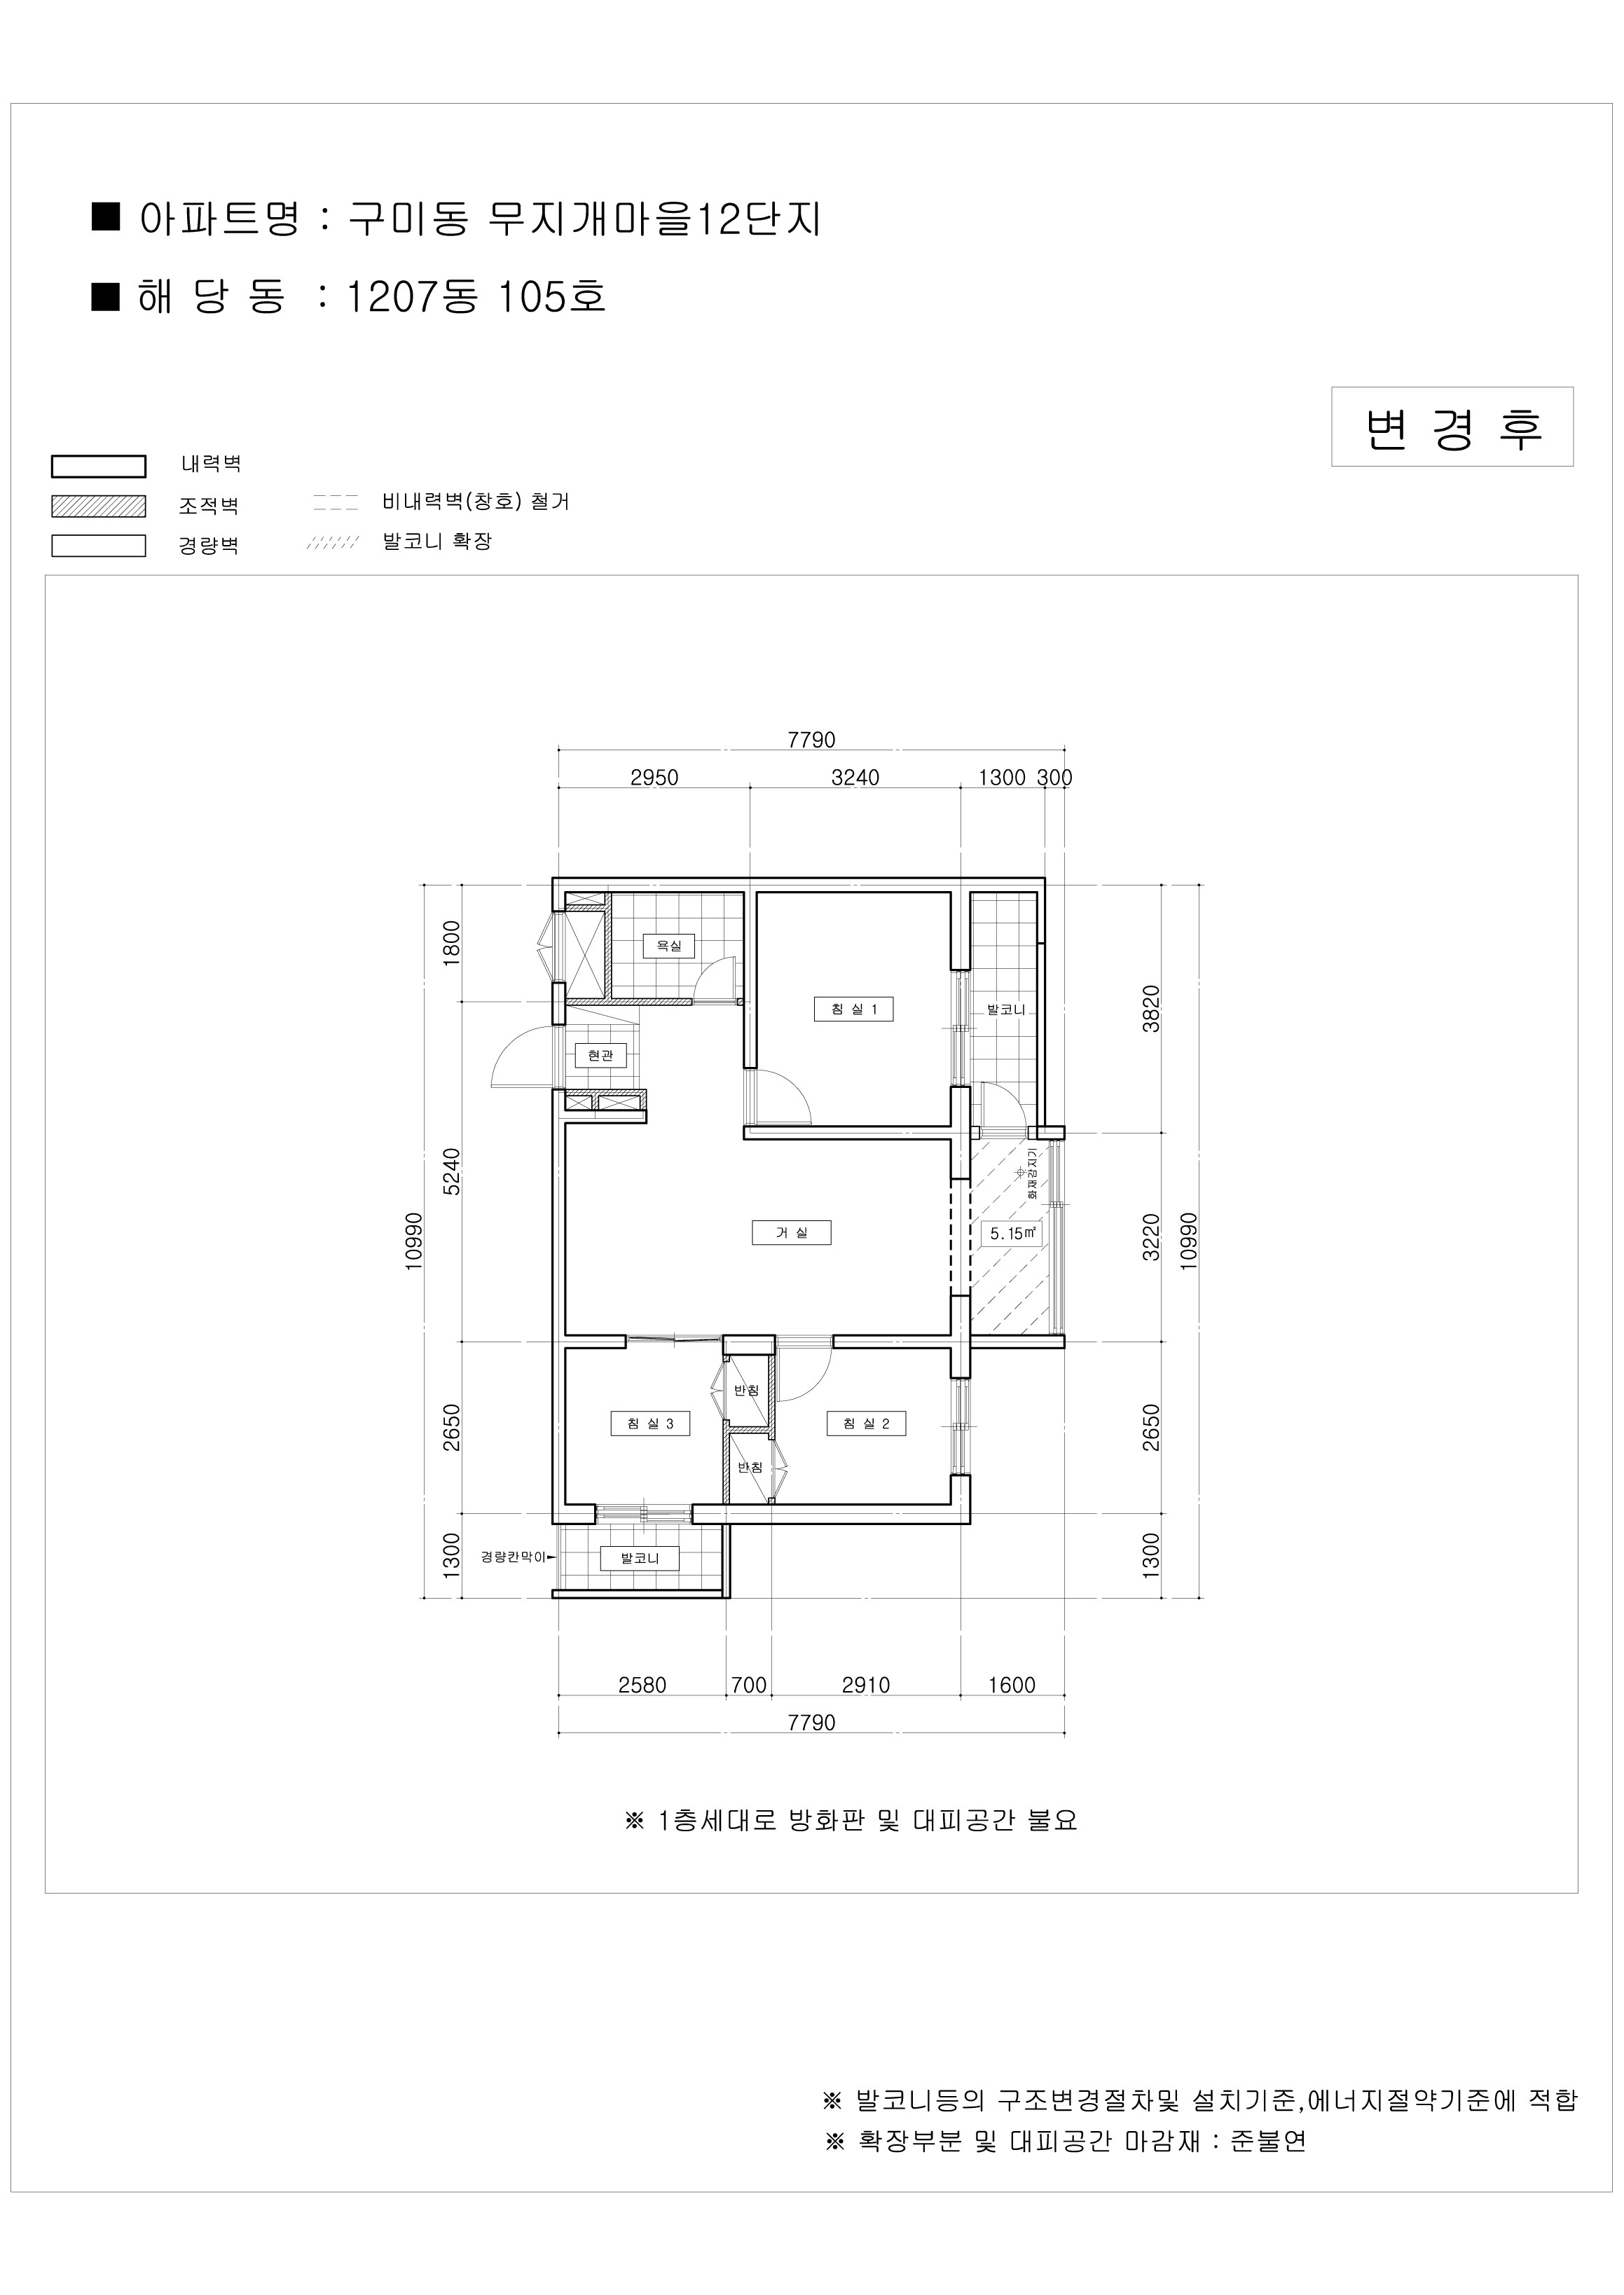 ■ 아파트명 : 구미동 무지개마을12단지
■ 해 당 동 : 1207동 105호
내력벽
조적벽
경량벽
비내력벽(창호) 철거
발코니 확장
변 경 후
10990
1300 2650 5240 1800
경량칸막이
발코니
침 실 3
현관
욕실
반침
반침
거 실
침 실 2
침 실 1
발코니
5.15㎡
화재감지기
2580
700
2910
1600
7790
2950
3240
1300
300
7790
1300 2650 3220 3820
10990
※ 1층세대로 방화판 및 대피공간 불요
※ 발코니등의 구조변경절차및 설치기준,에너지절약기준에 적합
※ 확장부분 및 대피공간 마감재 : 준불연